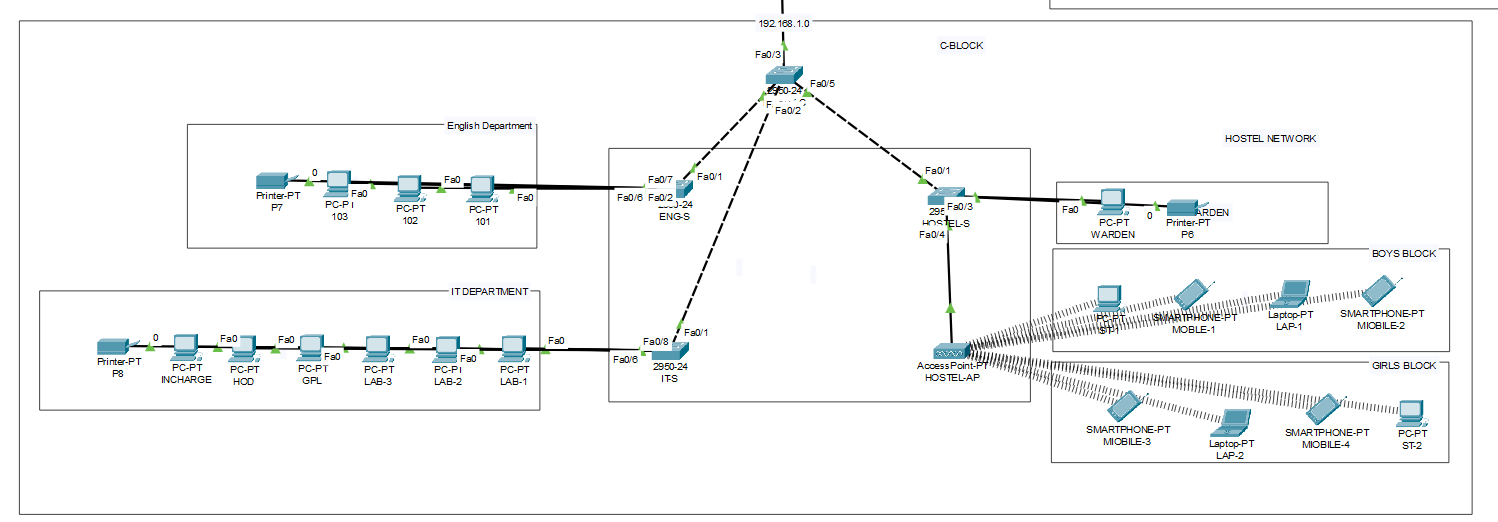 192.168.1.0
C-BLOCK
Fa0/3
Fa0/5
2950-24
Fa0/2
English Department
HOSTEL NETWORK
0
Fa0
Fa0/7
Fa0/1
Fa0/1
Printer-PT
P7
PC-PT
103
Fa0
PC-PT
102
PC-PT
101
Fa0
Fa0/6
Fa0/2
ENG-S
Fa0/3
HOSTEL-S
Fa0/4
Fa0
PC-PT
WARDEN
0
Printer-PT
P6
BOYS BLOCK
PC-PT
ST-1
SMARTPHONE-PT
MOBLE-1
Laptop-PT
LAP-1
SMARTPHONE-PT
MIOBILE-2
IT DEPARTMENT
Fa0/1
0
Fa0
Fa0
Fa0
Fa0
Fa0
Fa0
Fa0/8
Fa0/6
Printer-PT
P8
PC-PT
INCHARGE
PC-PT
HOD
PC-PT
GPL
PC-PT
LAB-3
PC-PT
LAB-2
PC-PT
LAB-1
2950-24
IT-S
AccessPoint-PT
HOSTEL-AP
GIRLS BLOCK
SMARTPHONE-PT
MIOBILE-3
Laptop-PT
LAP-2
SMARTPHONE-PT
MIOBILE-4
PC-PT
ST-2